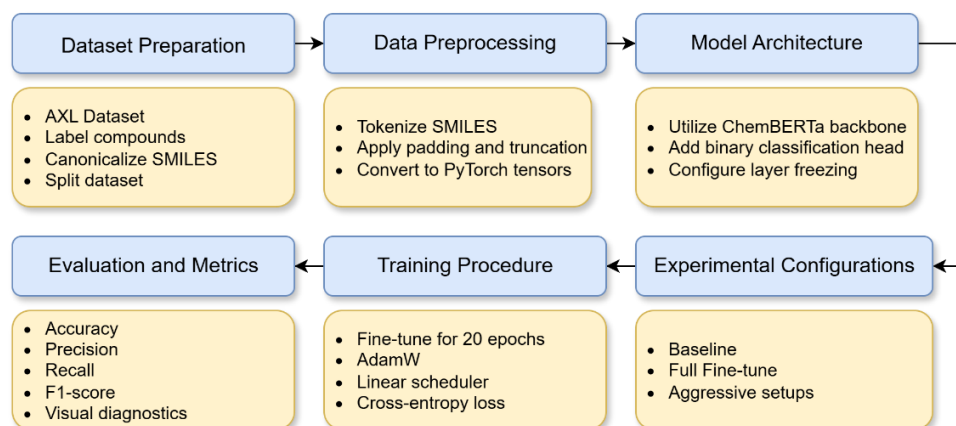 Dataset Preparation
Data Preprocessing
Model Architecture
• AXL Dataset
• Label compounds
• Canonicalize SMILES
• Split dataset
• Tokenize SMILES
• Apply padding and truncation
• Convert to PyTorch tensors
• Utilize ChemBERTa backbone
• Add binary classification head
• Configure layer freezing
Evaluation and Metrics
Training Procedure
Experimental Configurations
• Accuracy
• Precision
• Recall
• F1-score
• Visual diagnostics
• Fine-tune for 20 epochs
• AdamW
• Linear scheduler
• Cross-entropy loss
• Baseline
• Full Fine-tune
• Aggressive setups